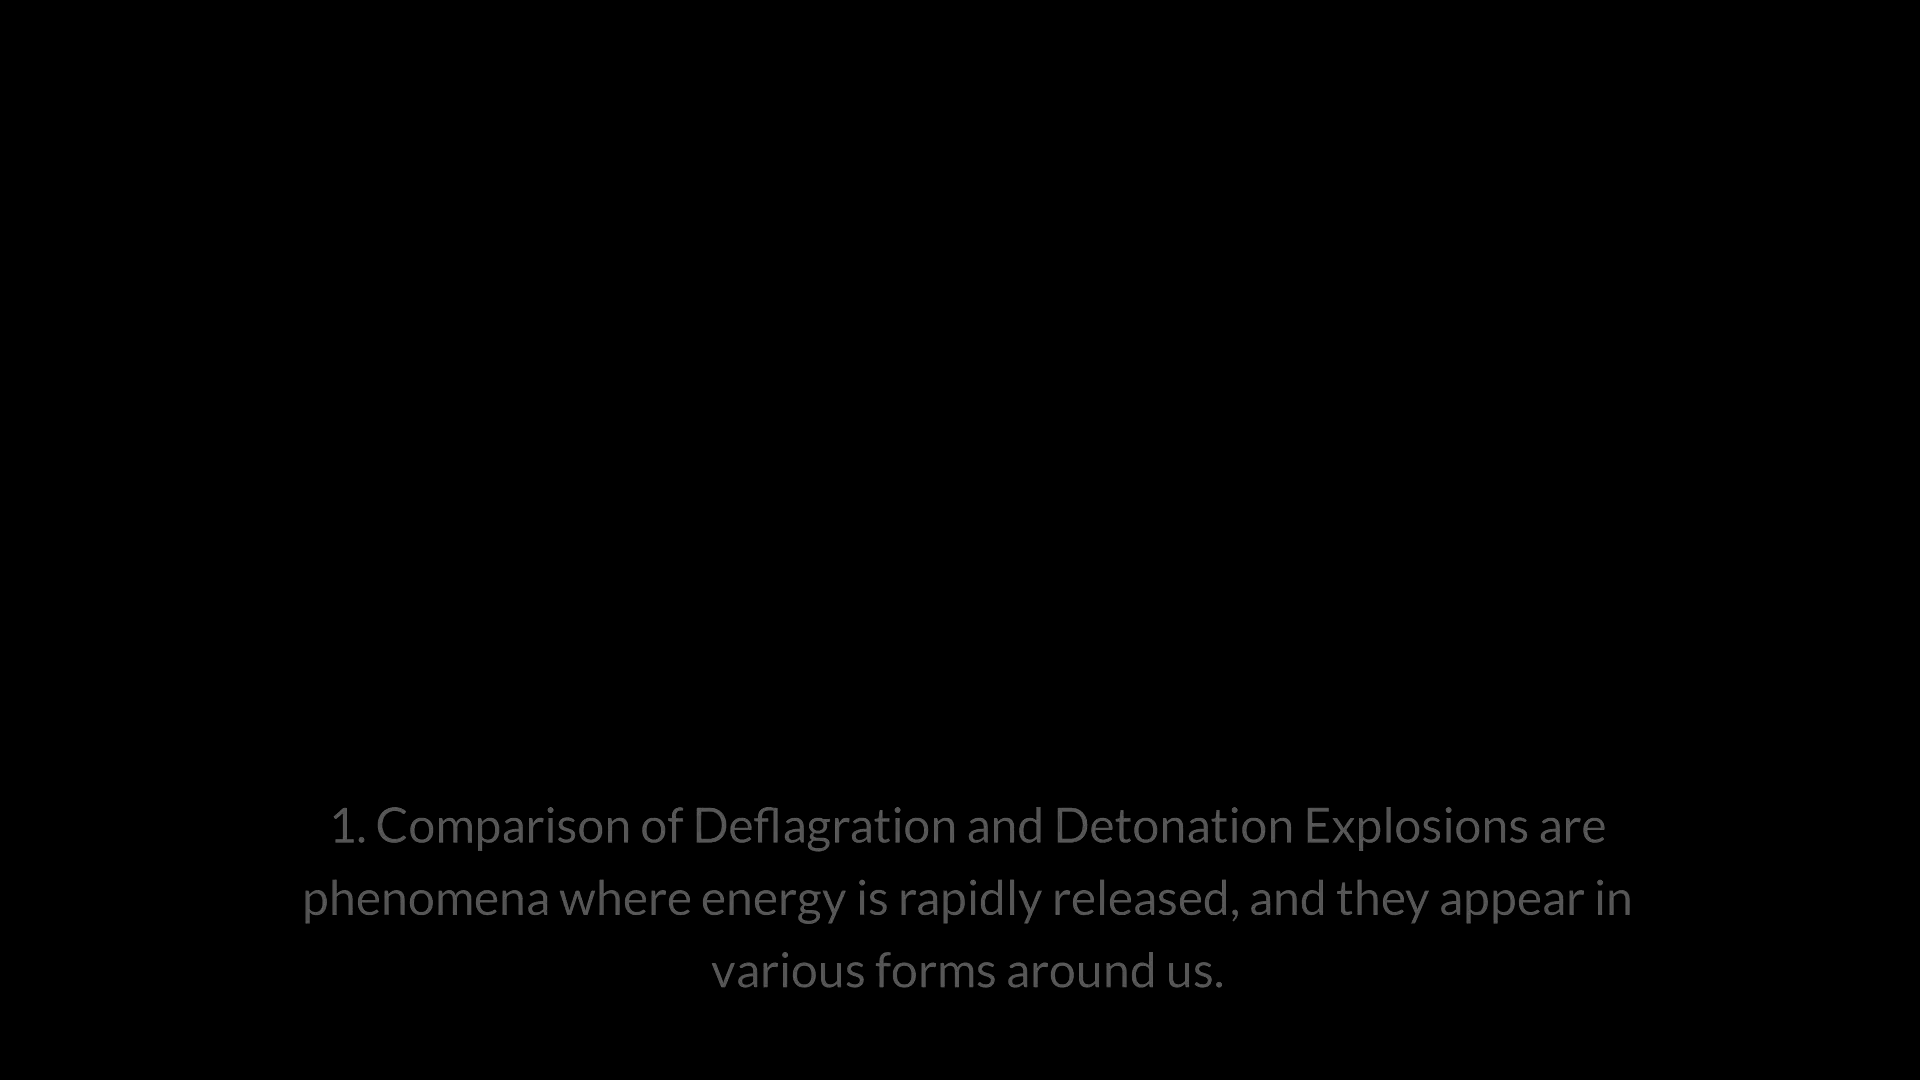 1. Comparison of Deflagration and Detonation Explosions are
phenomena where energy is rapidly released, and they appear in
various forms around us.